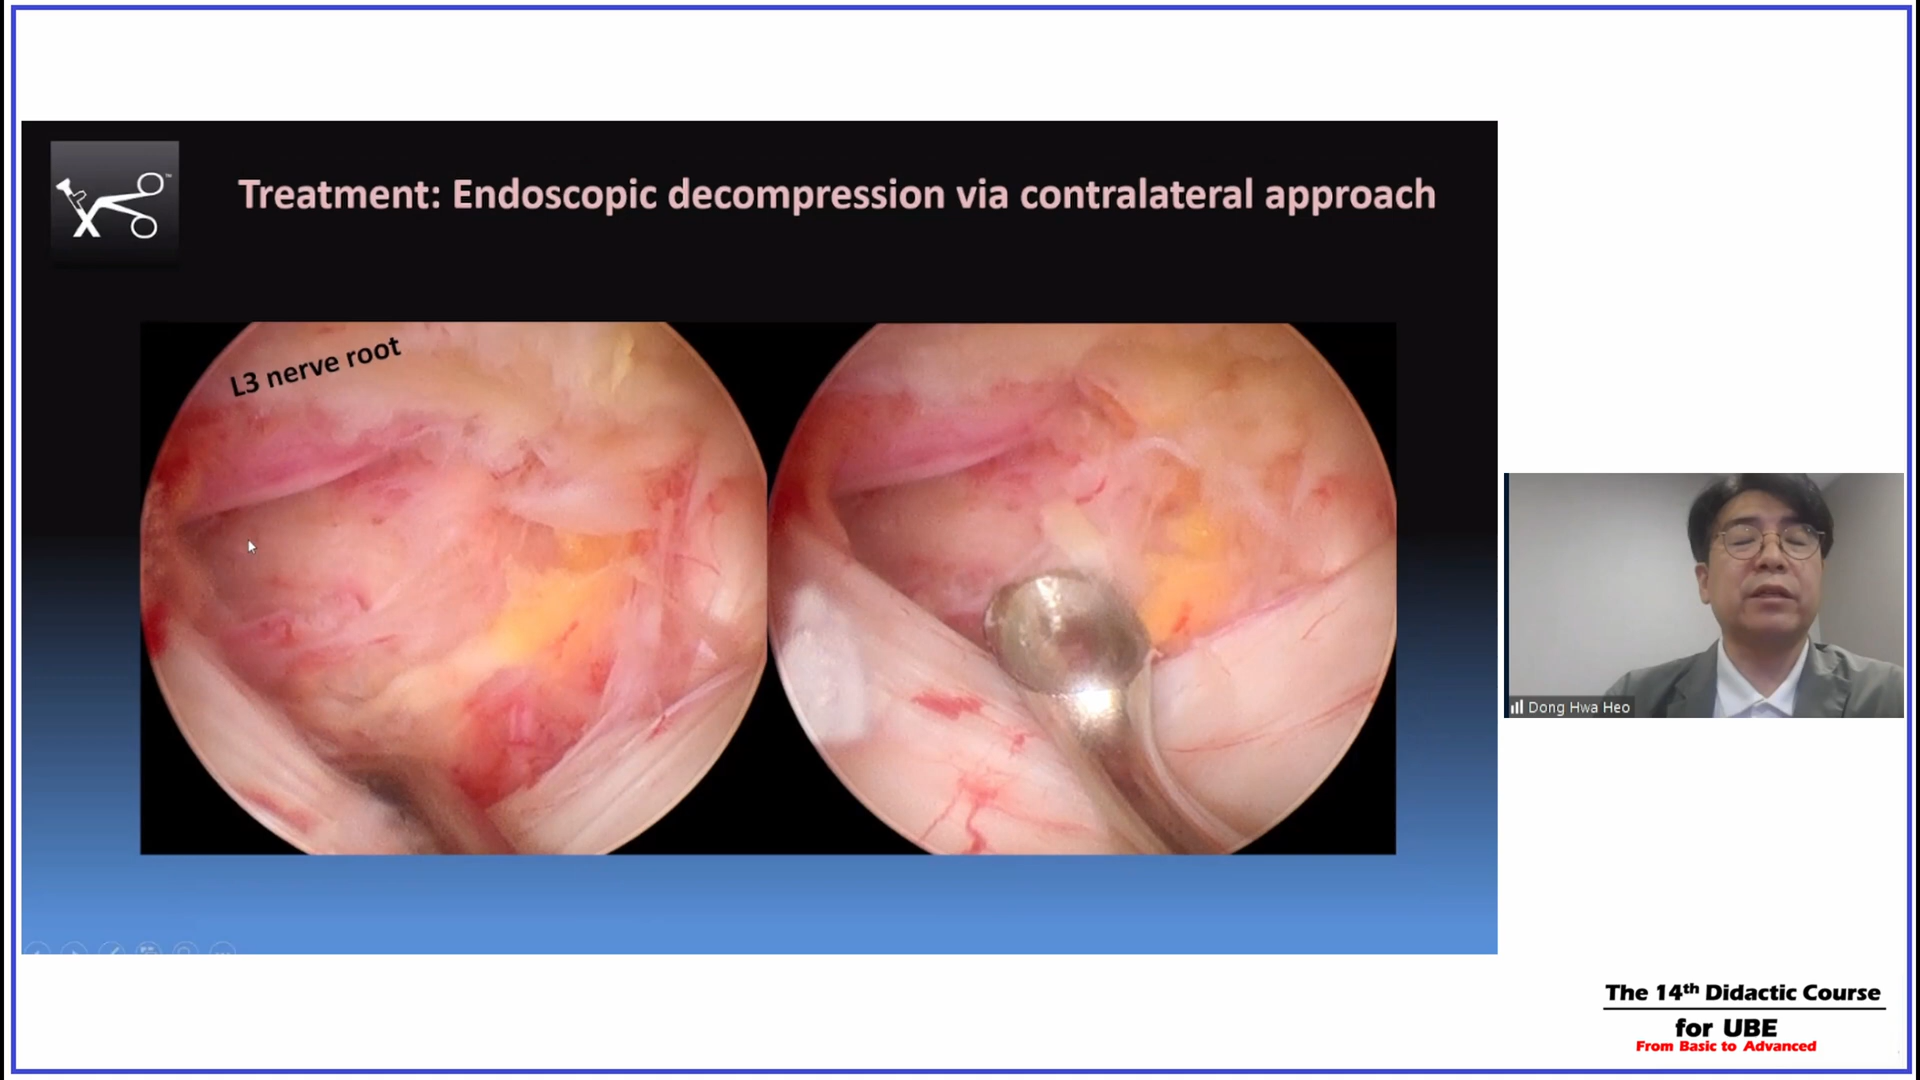 Treatment: Endoscopic decompression via contralateral approach
L3 nerve root
Dong Hwa Heo
The 14th Didactic Course
for UBE
From Basic to Advanced